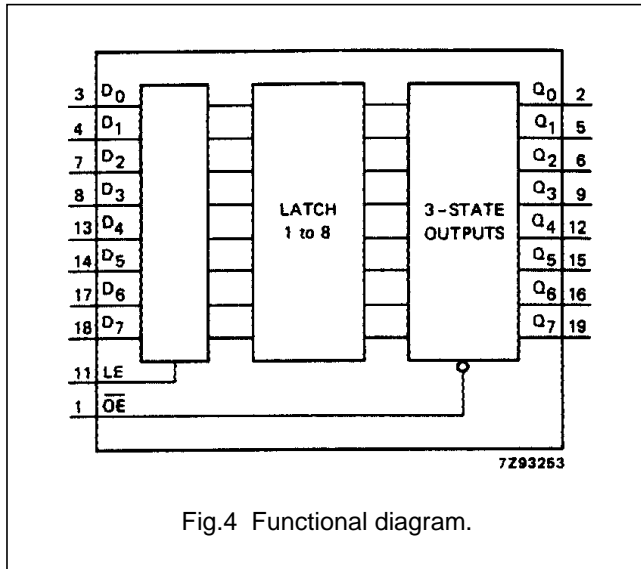 3 D0 Q0 2
4 D1 Q1 5
7 D2 Q2 6
8 D3 Q3 9
13 D4 Q4 12
14 D5 Q5 15
17 D6 Q6 16
18 D7 Q7 19
LATCH
1 to 8
3-STATE
OUTPUTS
11 LE
1 O̅E̅
7Z93253
Fig.4 Functional diagram.